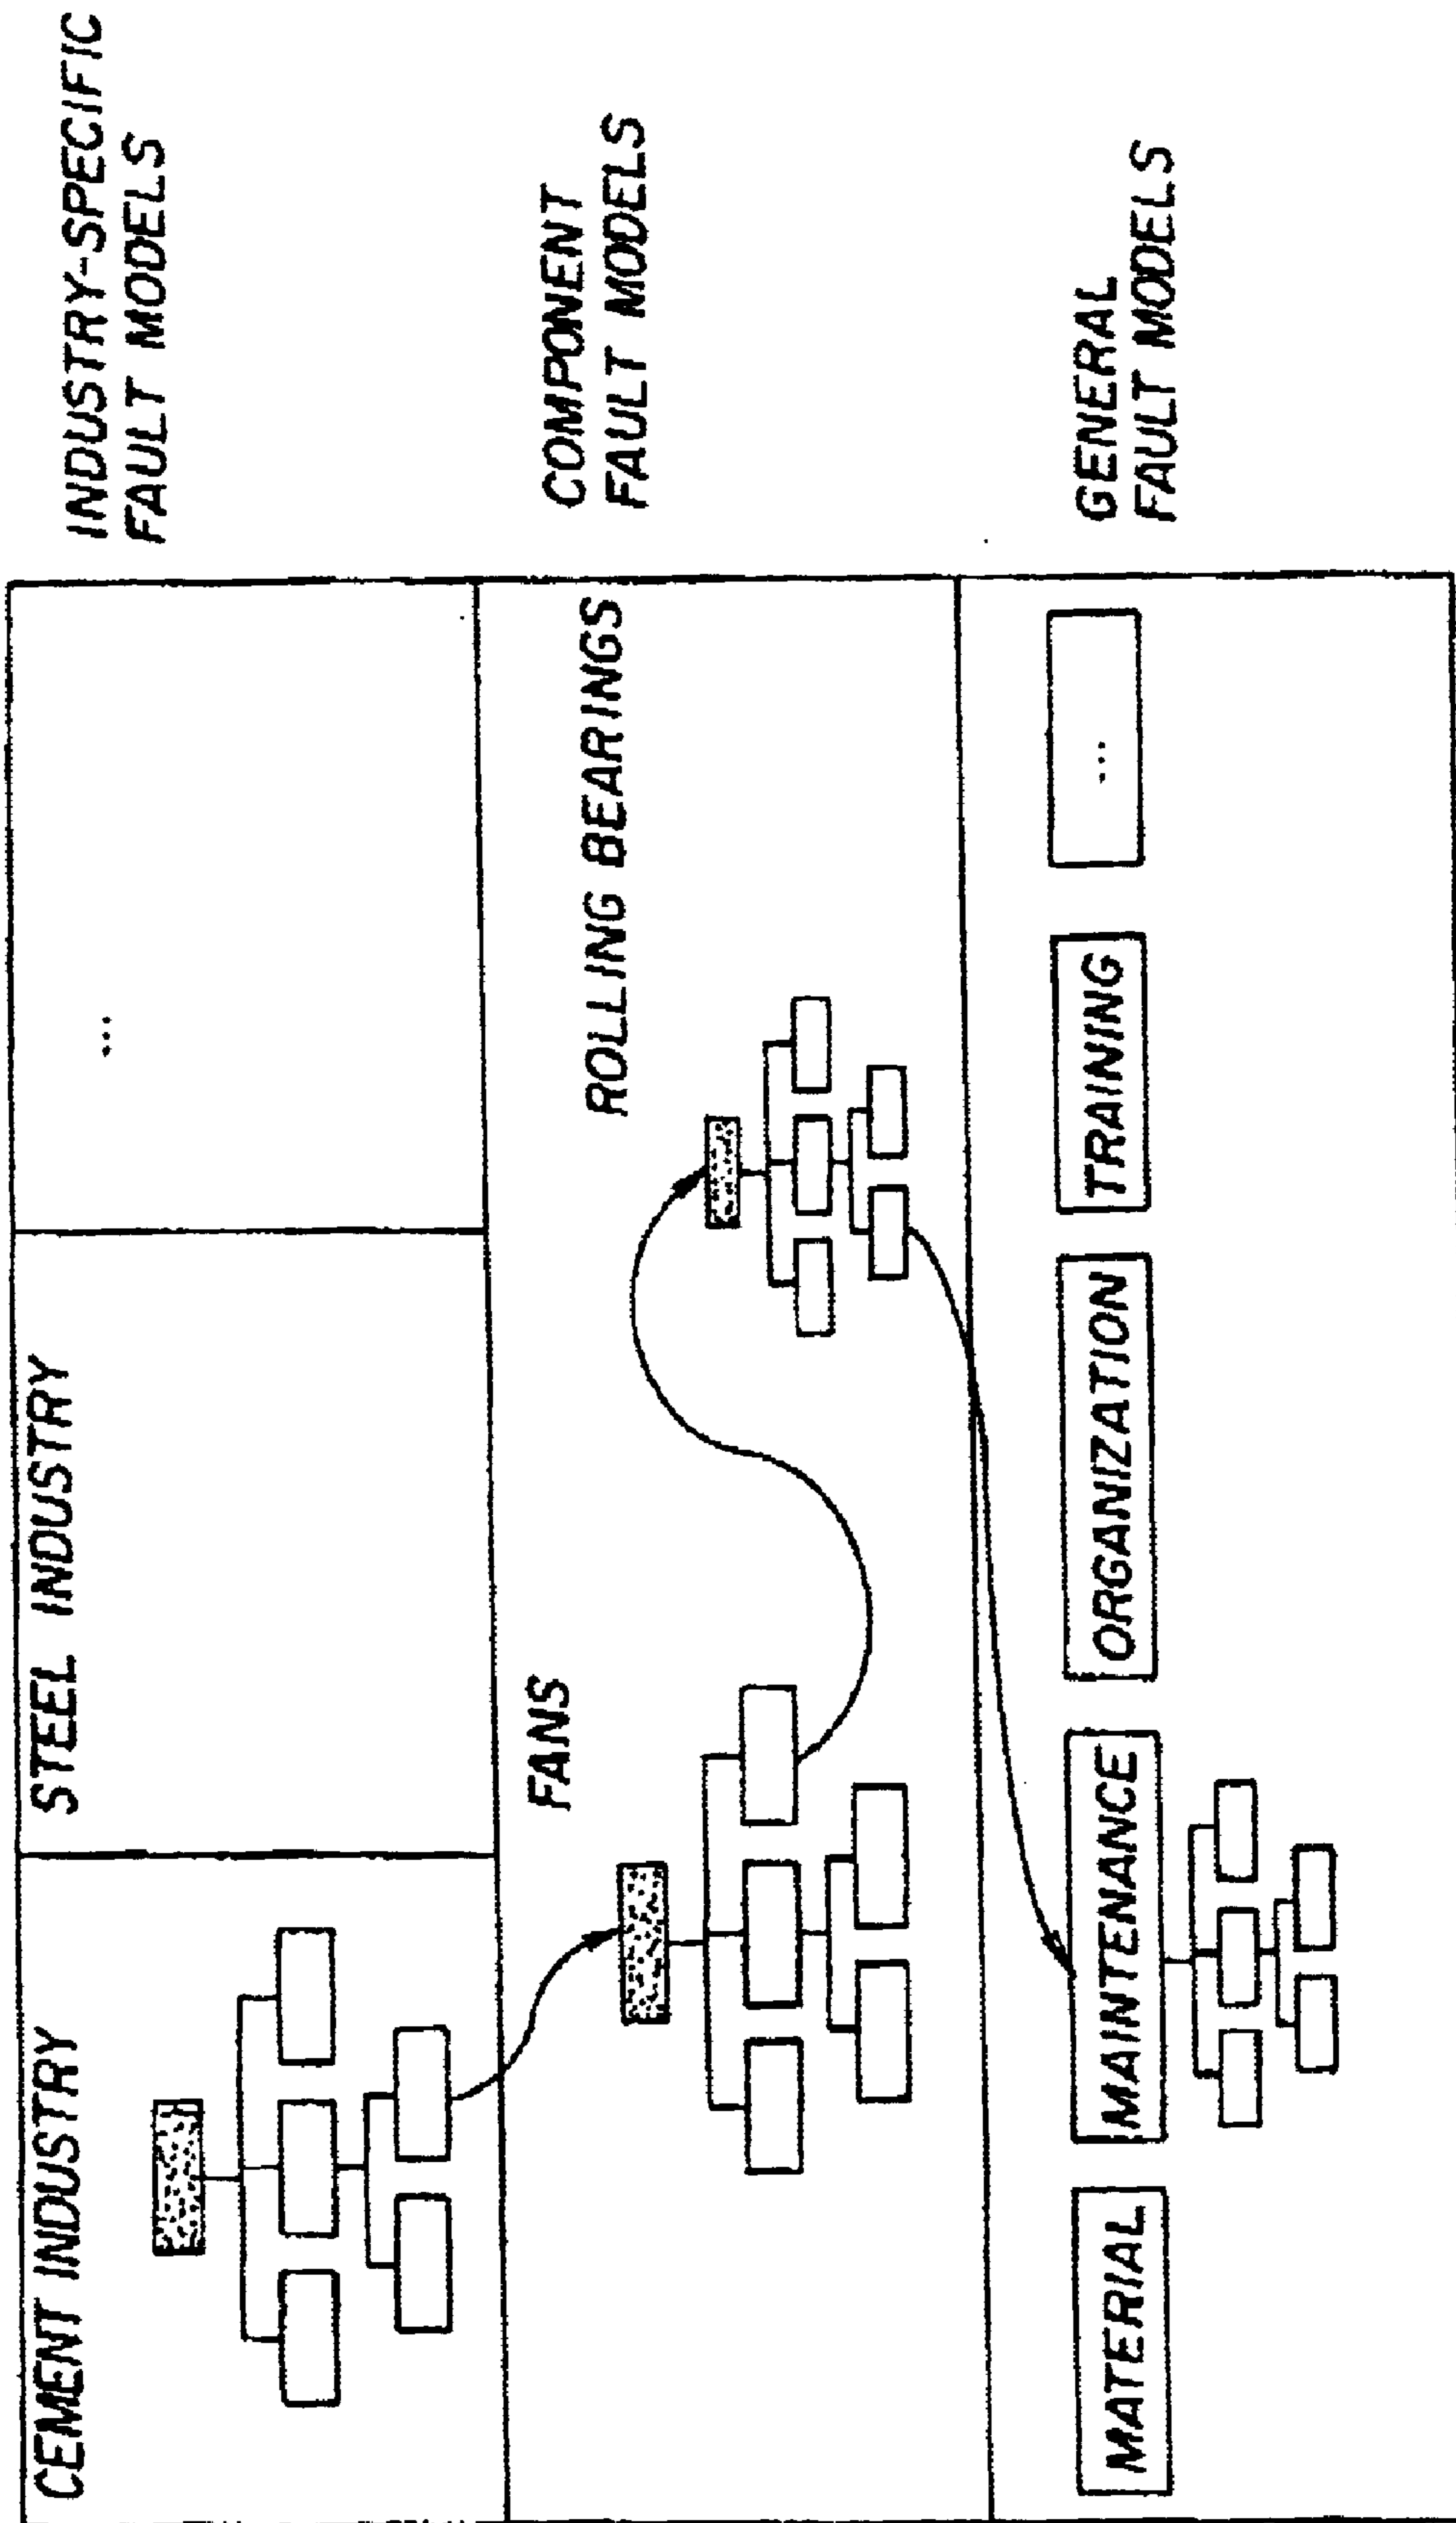 CEMENT INDUSTRY
STEEL INDUSTRY
...
INDUSTRY-SPECIFIC
FAULT MODELS
FANS
ROLLING BEARINGS
COMPONENT
FAULT MODELS
MATERIAL
MAINTENANCE
ORGANIZATION
TRAINING
...
GENERAL
FAULT MODELS